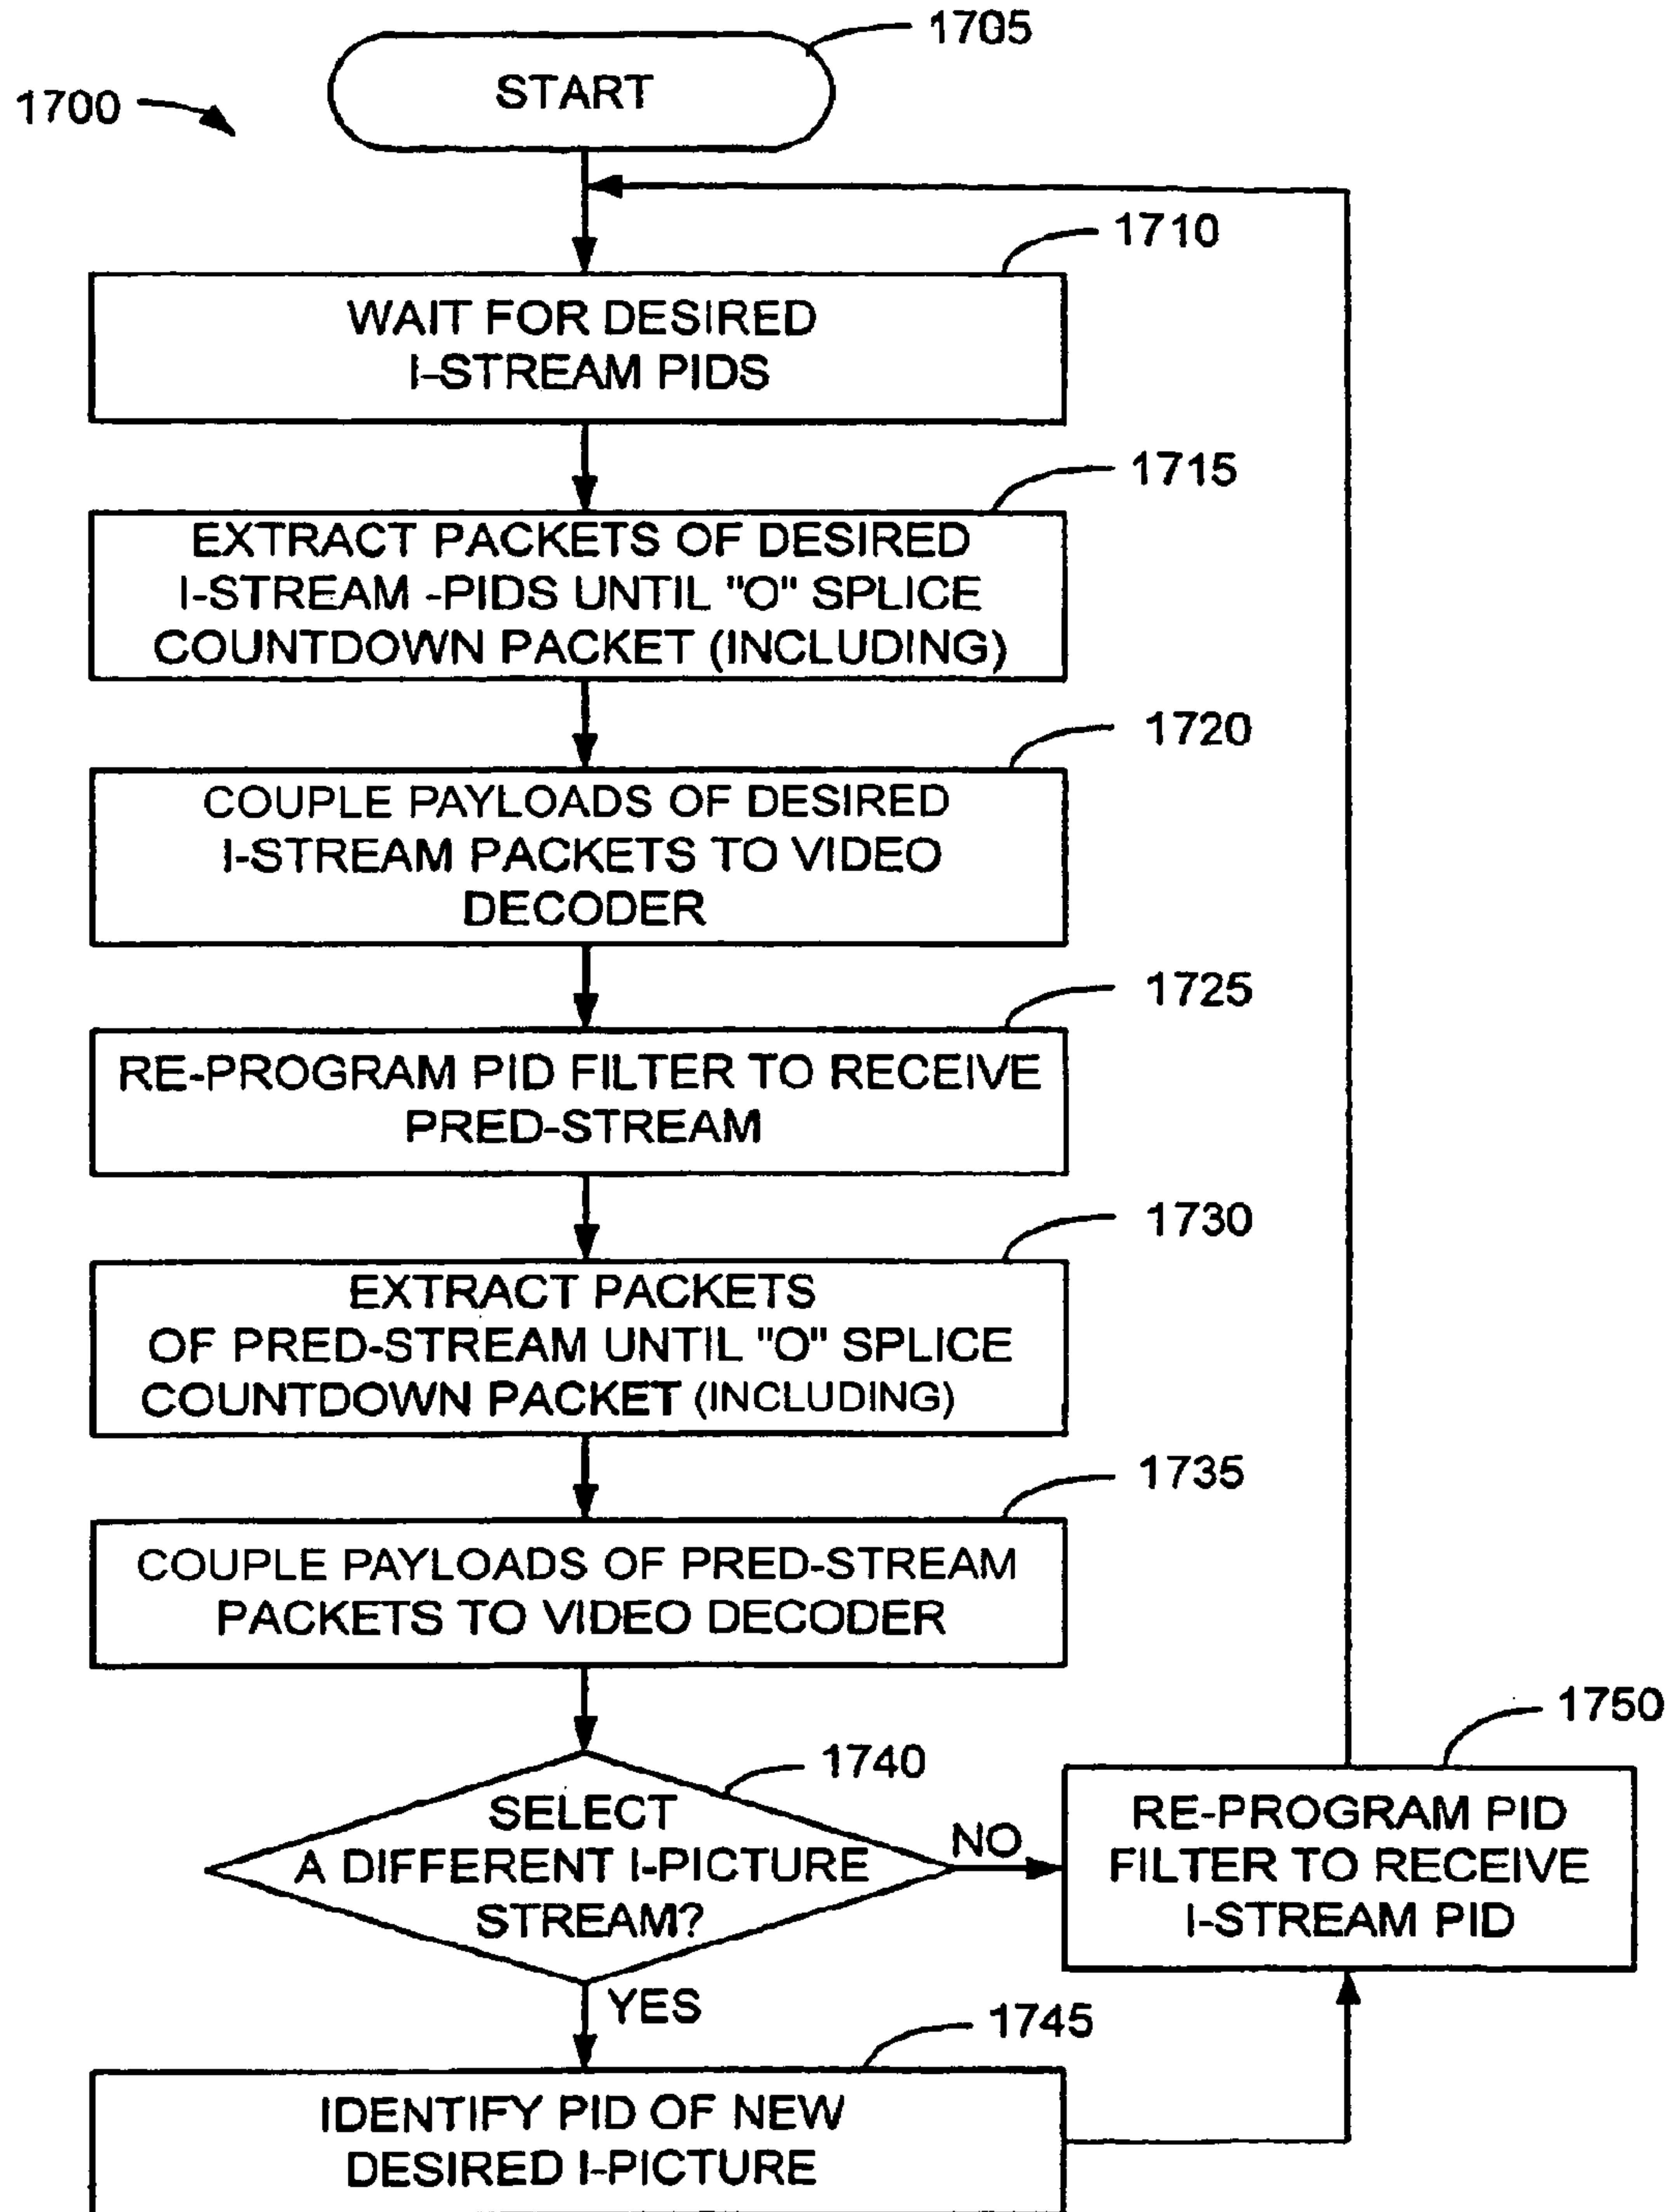 1705
START
1700
1710
WAIT FOR DESIRED
I-STREAM PIDS
1715
EXTRACT PACKETS OF DESIRED
I-STREAM -PIDS UNTIL "O" SPLICE
COUNTDOWN PACKET (INCLUDING)
1720
COUPLE PAYLOADS OF DESIRED
I-STREAM PACKETS TO VIDEO
DECODER
1725
RE-PROGRAM PID FILTER TO RECEIVE
PRED-STREAM
1730
EXTRACT PACKETS
OF PRED-STREAM UNTIL "O" SPLICE
COUNTDOWN PACKET (INCLUDING)
1735
COUPLE PAYLOADS OF PRED-STREAM
PACKETS TO VIDEO DECODER
1740
SELECT
A DIFFERENT I-PICTURE
STREAM?
NO
1750
RE-PROGRAM PID
FILTER TO RECEIVE
I-STREAM PID
YES
1745
IDENTIFY PID OF NEW
DESIRED I-PICTURE